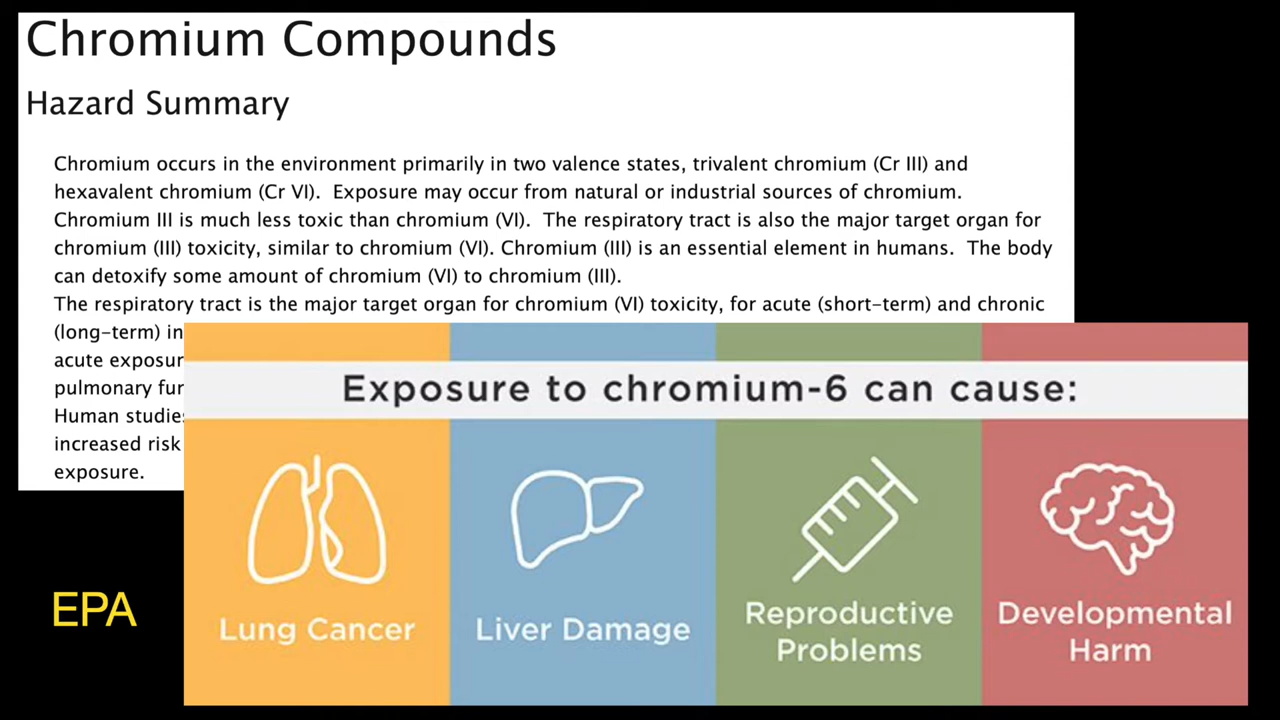 Chromium Compounds
Hazard Summary
Chromium occurs in the environment primarily in two valence states, trivalent chromium (Cr III) and
hexavalent chromium (Cr VI).  Exposure may occur from natural or industrial sources of chromium.
Chromium III is much less toxic than chromium (VI).  The respiratory tract is also the major target organ for
chromium (III) toxicity, similar to chromium (VI). Chromium (III) is an essential element in humans.  The body
can detoxify some amount of chromium (VI) to chromium (III).
The respiratory tract is the major target organ for chromium (VI) toxicity, for acute (short-term) and chronic
(long-term) in
acute exposur
pulmonary fur
Human studies
increased risk
exposure.
Exposure to chromium-6 can cause:
Lung Cancer
Liver Damage
Reproductive
Problems
Developmental
Harm
EPA